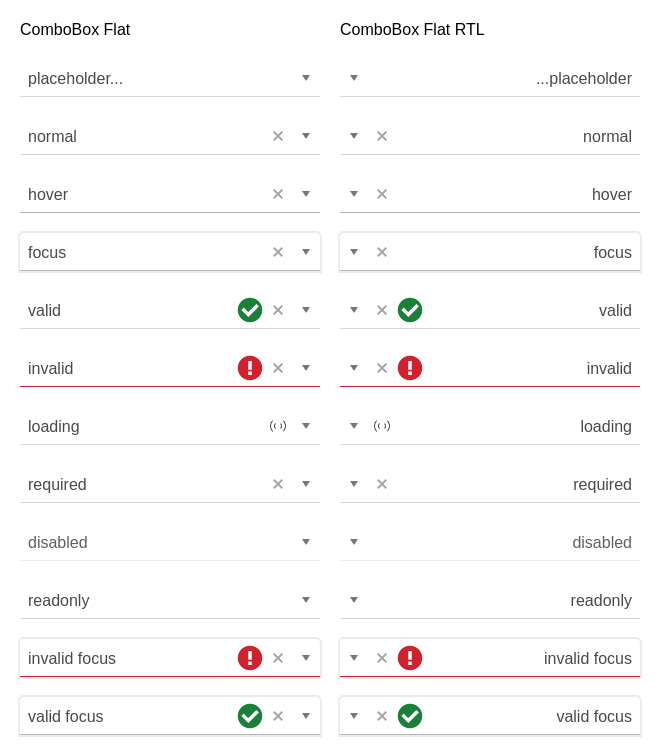 ComboBox Flat
placeholder...
normal
hover
focus
valid
invalid
loading
required
disabled
readonly
invalid focus
valid focus
ComboBox Flat RTL
...placeholder
normal
hover
focus
valid
invalid
loading
required
disabled
readonly
invalid focus
valid focus